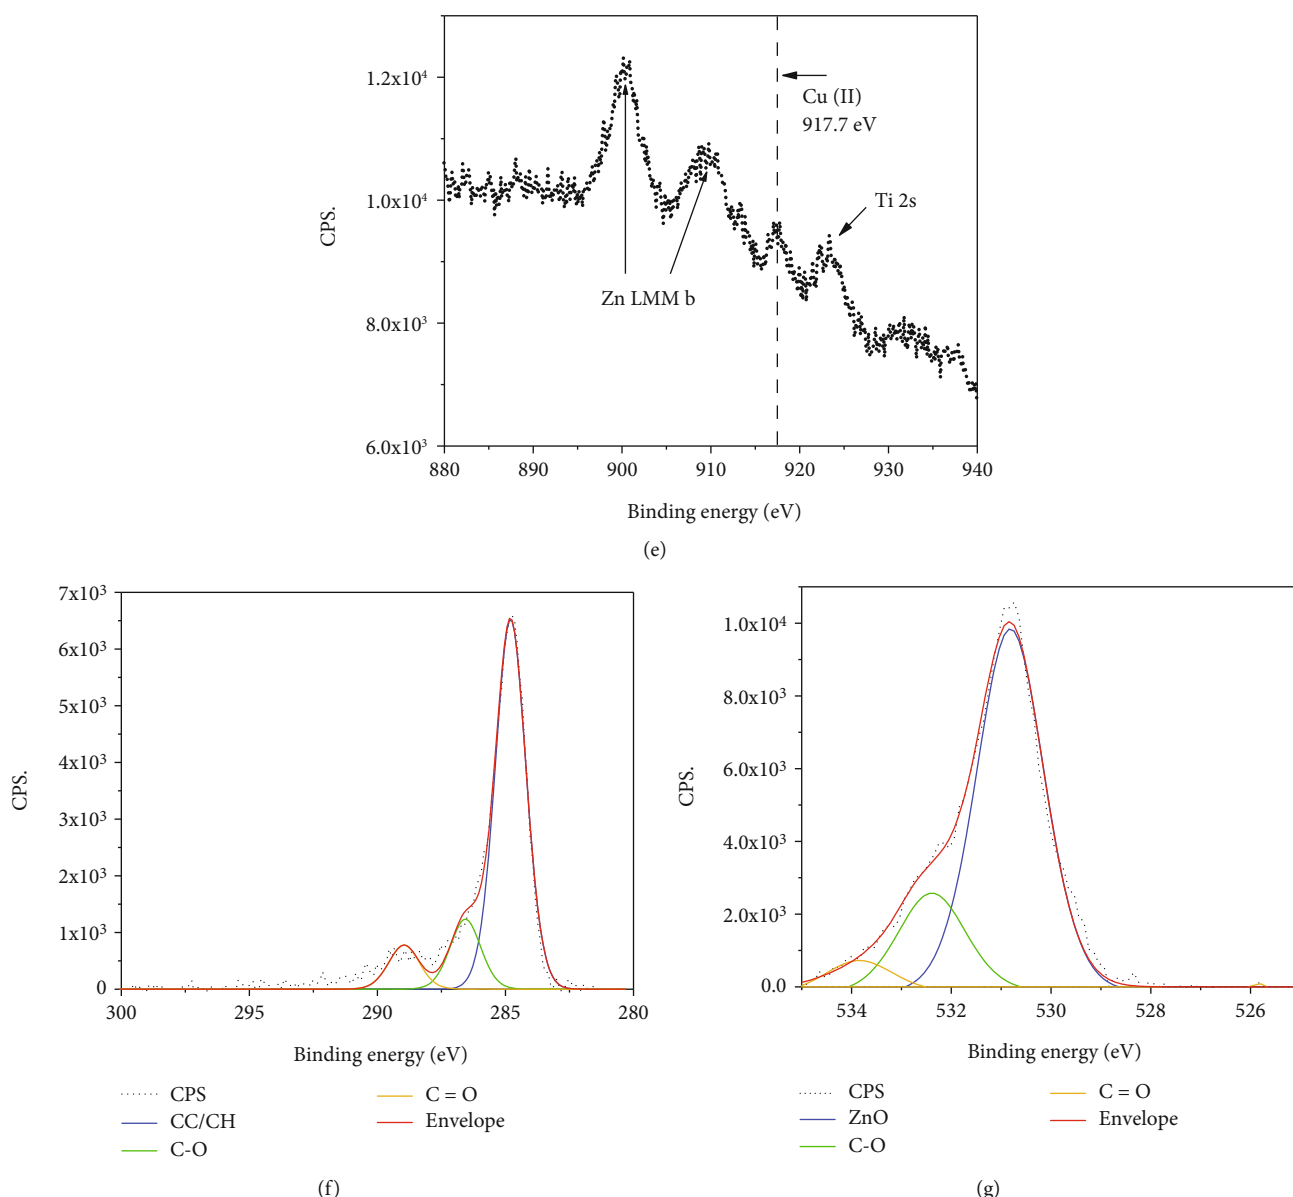 1.2x10⁴
1.0x10⁴
8.0x10³
6.0x10³
CPS.
Cu (II)
917.7 eV
Ti 2s
Zn LMM b
880 890 900 910 920 930 940
Binding energy (eV)
(e)
7x10³
6x10³
5x10³
4x10³
3x10³
2x10³
1x10³
0
CPS.
300 295 290 285 280
Binding energy (eV)
CPS
CC/CH
C-O
C = O
Envelope
(f)
1.0x10⁴
8.0x10³
6.0x10³
4.0x10³
2.0x10³
0.0
CPS.
534 532 530 528 526
Binding energy (eV)
CPS
ZnO
C-O
C = O
Envelope
(g)